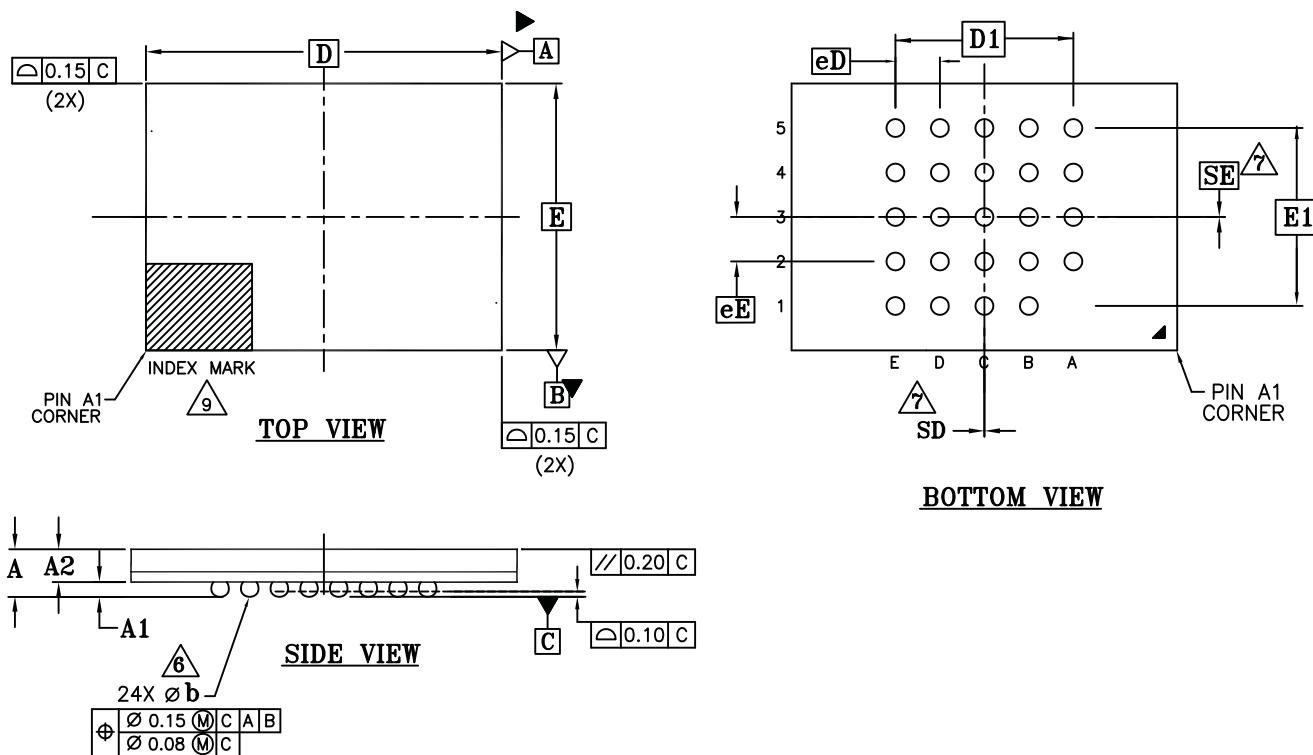 D
A
⌓ 0.15 C
(2X)
E
INDEX MARK
PIN A1
CORNER
9
B
TOP VIEW
⌓ 0.15 C
(2X)
D1
eD
5
4
3
2
1
SE
7
E1
eE
E D C B A
7
SD
PIN A1
CORNER
BOTTOM VIEW
A
A2
// 0.20 C
A1
C
⌓ 0.10 C
SIDE VIEW
6
24X Ø b
⌖ Ø 0.15 Ⓜ C A B
Ø 0.08 Ⓜ C